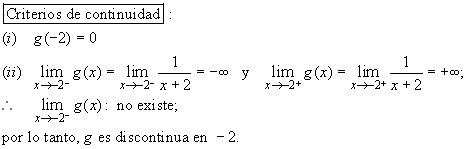 Criterios de continuidad :
(i) g(−2) = 0
(ii) lim x→−2⁻ g(x) = lim x→−2⁻ 1/(x + 2) = −∞ y lim x→−2⁺ g(x) = lim x→−2⁺ 1/(x + 2) = +∞;
∴ lim x→−2⁻ g(x) : no existe;
por lo tanto, g es discontinua en −2.